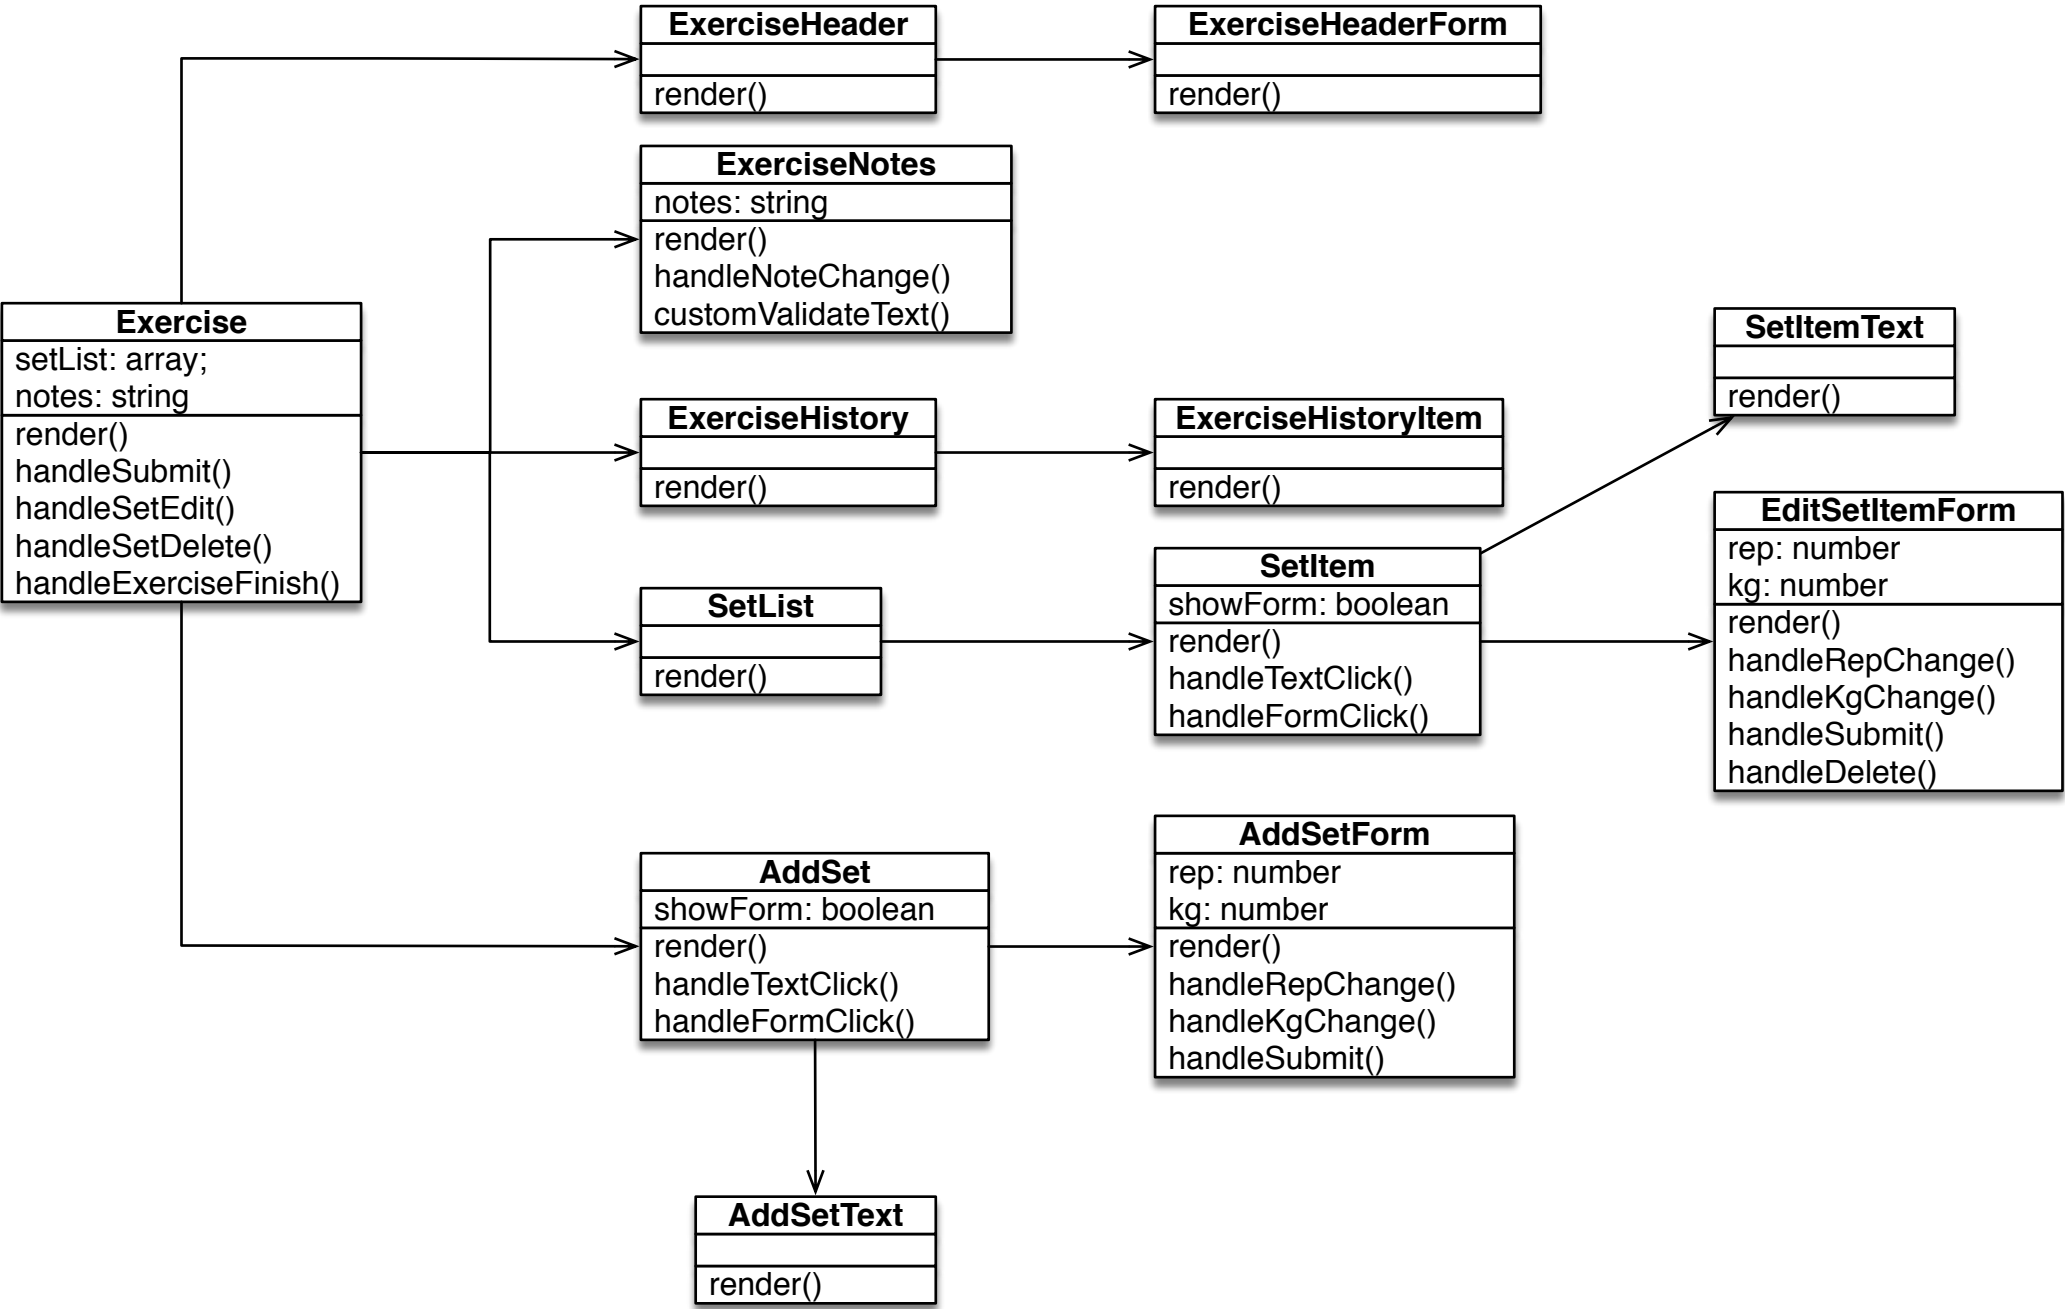 ExerciseHeader
render()
ExerciseHeaderForm
render()
ExerciseNotes
notes: string
render()
handleNoteChange()
customValidateText()
Exercise
setList: array;
notes: string
render()
handleSubmit()
handleSetEdit()
handleSetDelete()
handleExerciseFinish()
SetItemText
render()
ExerciseHistory
render()
ExerciseHistoryItem
render()
EditSetItemForm
rep: number
kg: number
render()
handleRepChange()
handleKgChange()
handleSubmit()
handleDelete()
SetItem
showForm: boolean
render()
handleTextClick()
handleFormClick()
SetList
render()
AddSetForm
rep: number
kg: number
render()
handleRepChange()
handleKgChange()
handleSubmit()
AddSet
showForm: boolean
render()
handleTextClick()
handleFormClick()
AddSetText
render()